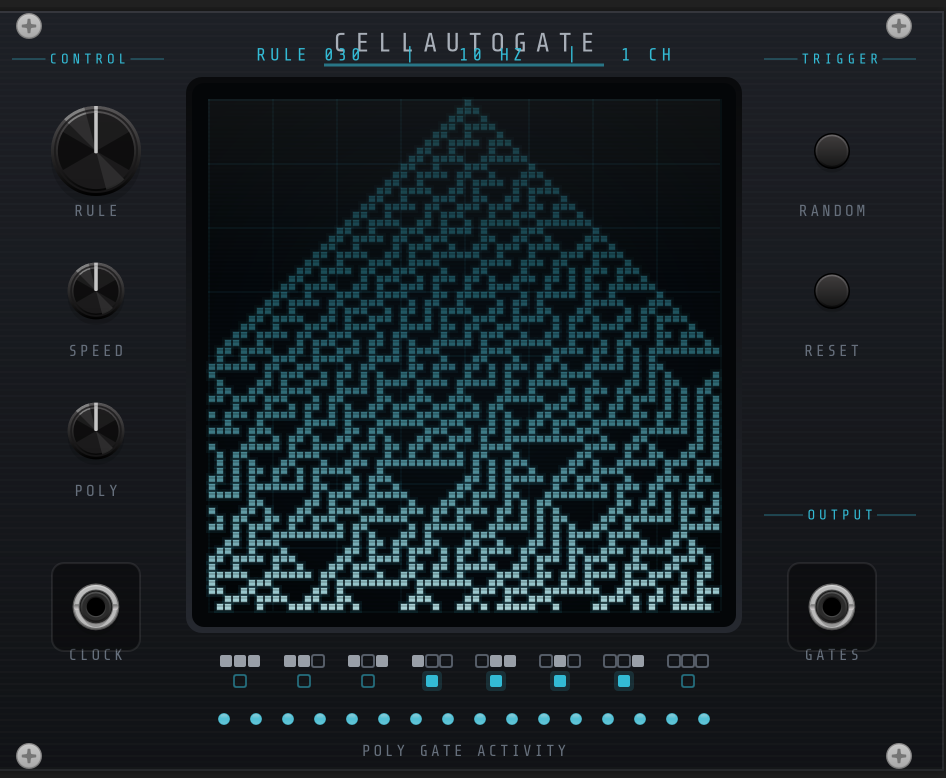 CELLAUTOGATE
RULE 030 | 10 HZ | 1 CH
CONTROL
TRIGGER
RULE
RANDOM
SPEED
RESET
POLY
OUTPUT
CLOCK
GATES
POLY GATE ACTIVITY